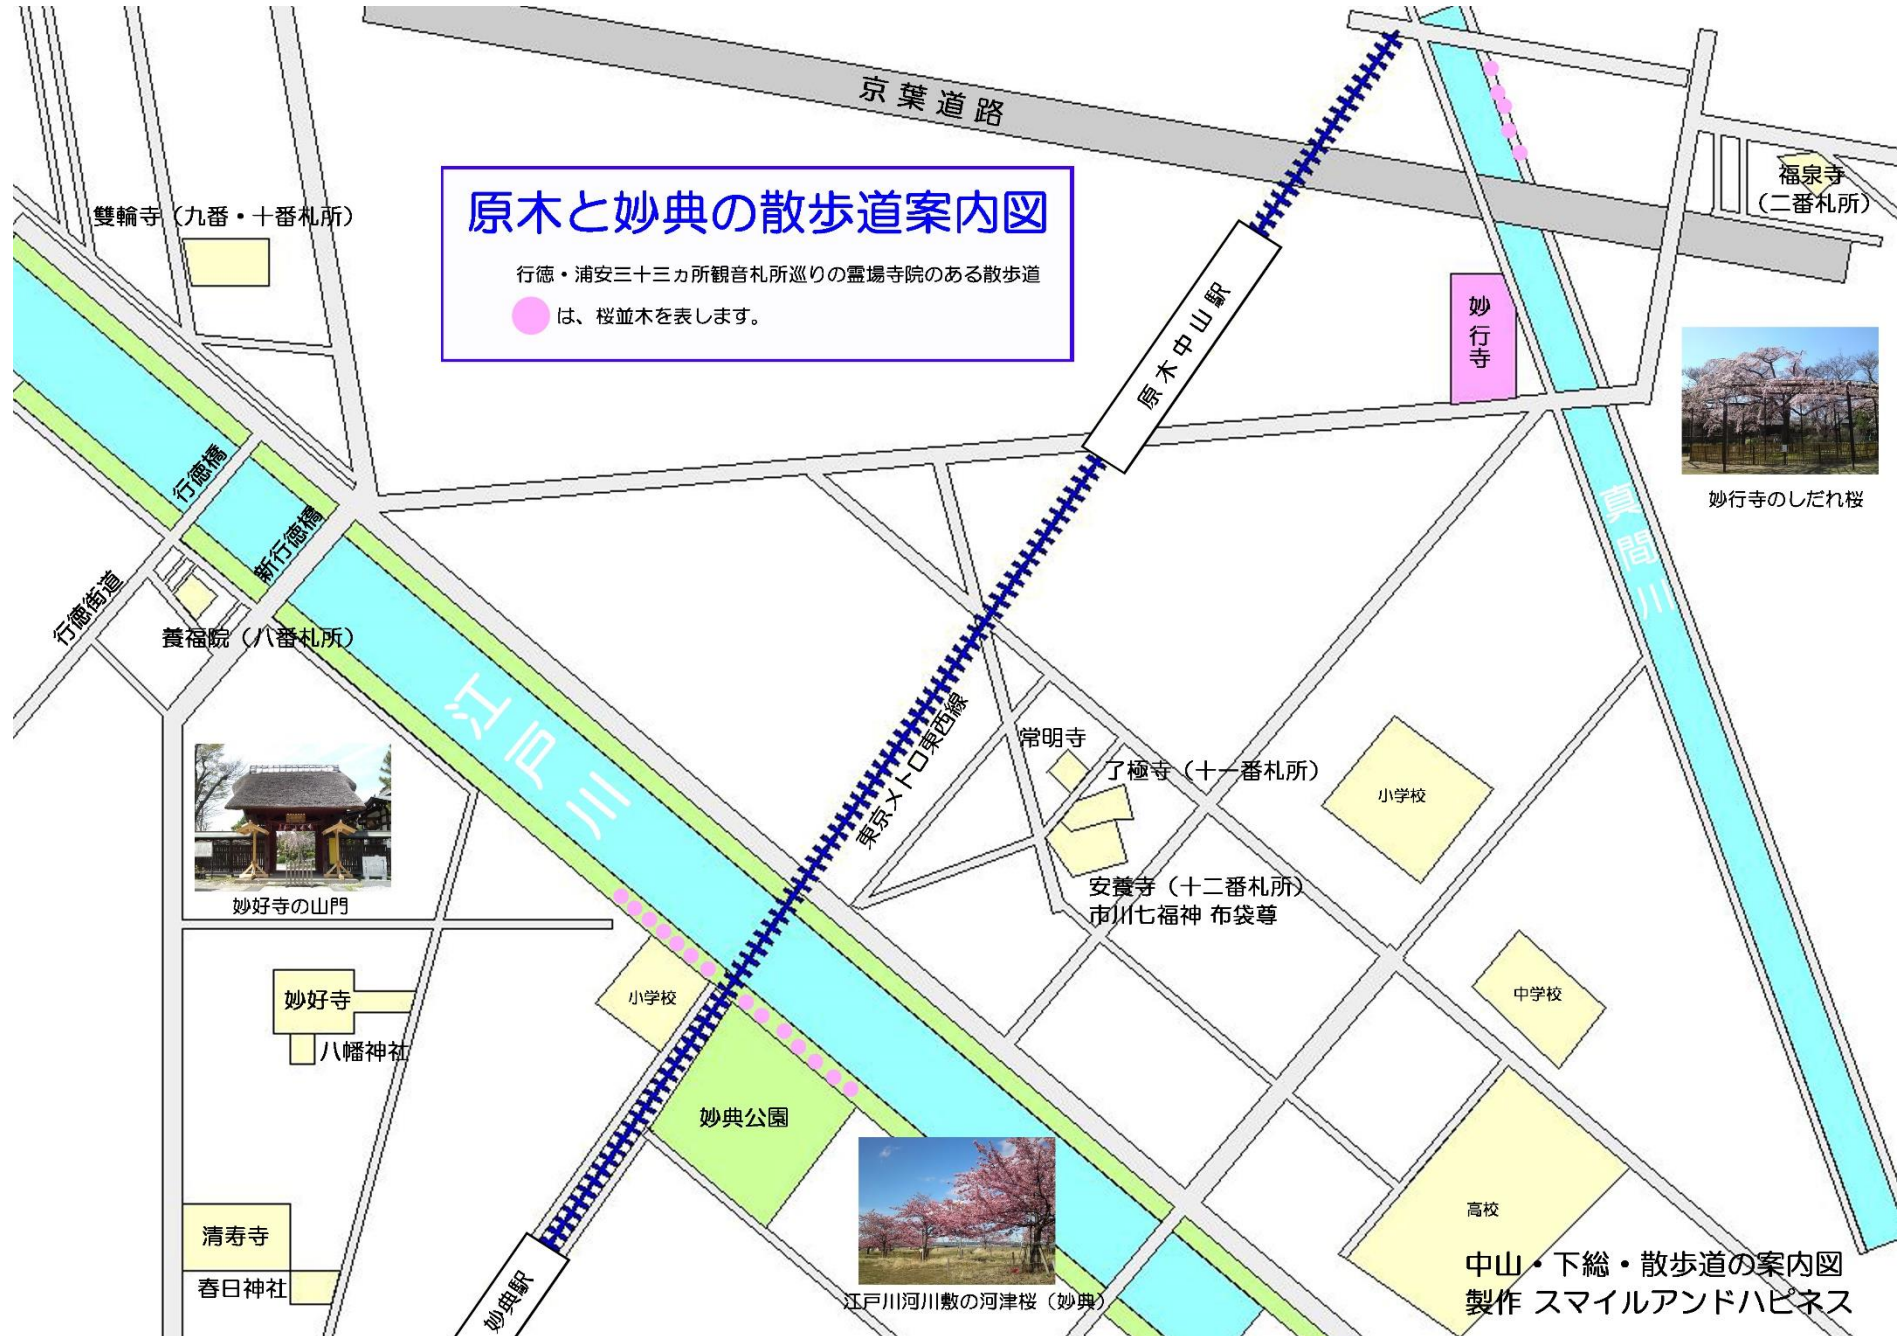 京葉道路
原木と妙典の散歩道案内図
行徳・浦安三十三ヵ所観音札所巡りの霊場寺院のある散歩道
は、桜並木を表します。
福泉寺
（二番札所）
雙輪寺（九番・十番札所）
原木中山駅
妙行寺
妙行寺のしだれ桜
真間川
行徳橋
新行徳橋
行徳街道
養福院（八番札所）
江戸川
東京メトロ東西線
常明寺
了極寺（十一番札所）
小学校
安養寺（十二番札所）
市川七福神 布袋尊
妙好寺の山門
妙好寺
八幡神社
小学校
中学校
妙典公園
高校
清寿寺
春日神社
妙典駅
江戸川河川敷の河津桜（妙典）
中山・下総・散歩道の案内図
製作 スマイルアンドハピネス